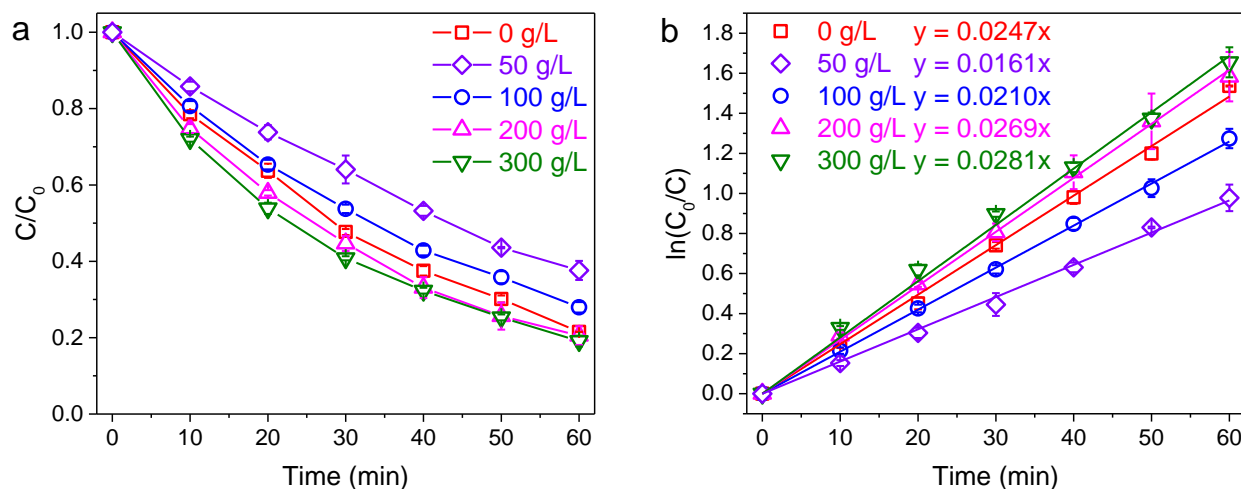 a
C/C0
1.0
0.8
0.6
0.4
0.2
0.0
0 g/L
50 g/L
100 g/L
200 g/L
300 g/L
0 10 20 30 40 50 60
Time (min)
b
ln(C0/C)
1.8
1.6
1.4
1.2
1.0
0.8
0.6
0.4
0.2
0.0
0 g/L y = 0.0247x
50 g/L y = 0.0161x
100 g/L y = 0.0210x
200 g/L y = 0.0269x
300 g/L y = 0.0281x
0 10 20 30 40 50 60
Time (min)